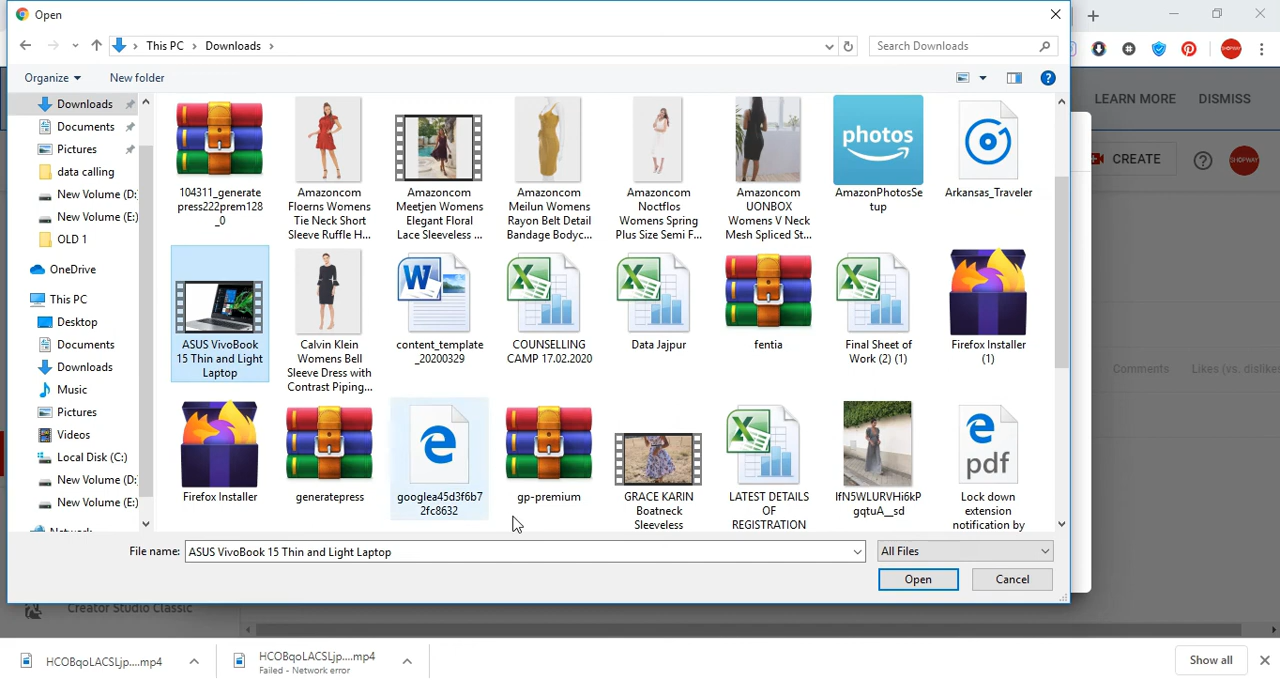 Open
This PC
Downloads
Search Downloads
Organize
New folder
LEARN MORE
DISMISS
CREATE
SHOPWAY
Downloads
Documents
Pictures
data calling
New Volume (D:
New Volume (E:)
OLD 1
OneDrive
This PC
Desktop
Documents
Downloads
Music
Pictures
Videos
Local Disk (C:)
New Volume (D:
New Volume (E:)
104311_generate
press222prem128
_0
Amazoncom
Floerns Womens
Tie Neck Short
Sleeve Ruffle H...
Amazoncom
Meetjen Womens
Elegant Floral
Lace Sleeveless ...
Amazoncom
Meilun Womens
Rayon Belt Detail
Bandage Bodyc...
Amazoncom
Noctflos
Womens Spring
Plus Size Semi F...
Amazoncom
UONBOX
Womens V Neck
Mesh Spliced St...
photos
AmazonPhotosSe
tup
Arkansas_Traveler
ASUS VivoBook
15 Thin and Light
Laptop
Calvin Klein
Womens Bell
Sleeve Dress with
Contrast Piping...
content_template
_20200329
COUNSELLING
CAMP 17.02.2020
Data Jajpur
fentia
Final Sheet of
Work (2) (1)
Firefox Installer
(1)
Firefox Installer
generatepress
googlea45d3f6b7
2fc8632
gp-premium
GRACE KARIN
Boatneck
Sleeveless
LATEST DETAILS
OF
REGISTRATION
lfN5WLURVHi6kP
gqtuA__sd
pdf
Lock down
extension
notification by
Comments
Likes (vs. dislikes
File name:
ASUS VivoBook 15 Thin and Light Laptop
All Files
Open
Cancel
Creator Studio Classic
HCOBqoLACSLjp....mp4
HCOBqoLACSLjp....mp4
Failed - Network error
Show all